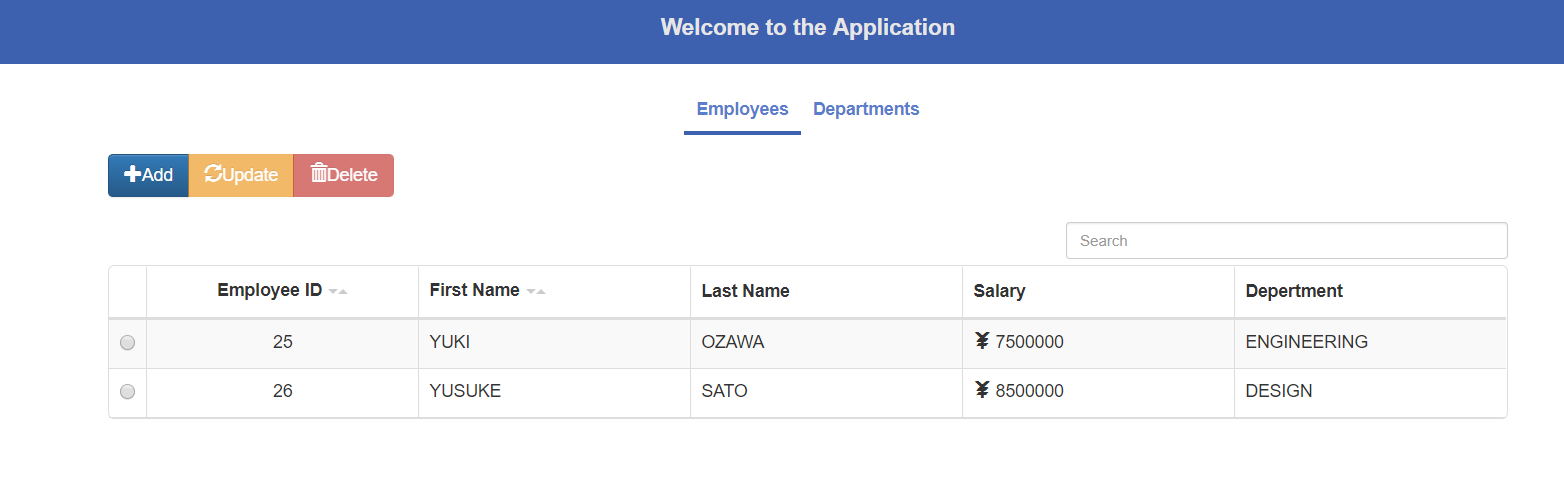 Welcome to the Application
Employees Departments
Add Update Delete
Search
Employee ID First Name Last Name Salary Depertment
25 YUKI OZAWA ¥ 7500000 ENGINEERING
26 YUSUKE SATO ¥ 8500000 DESIGN